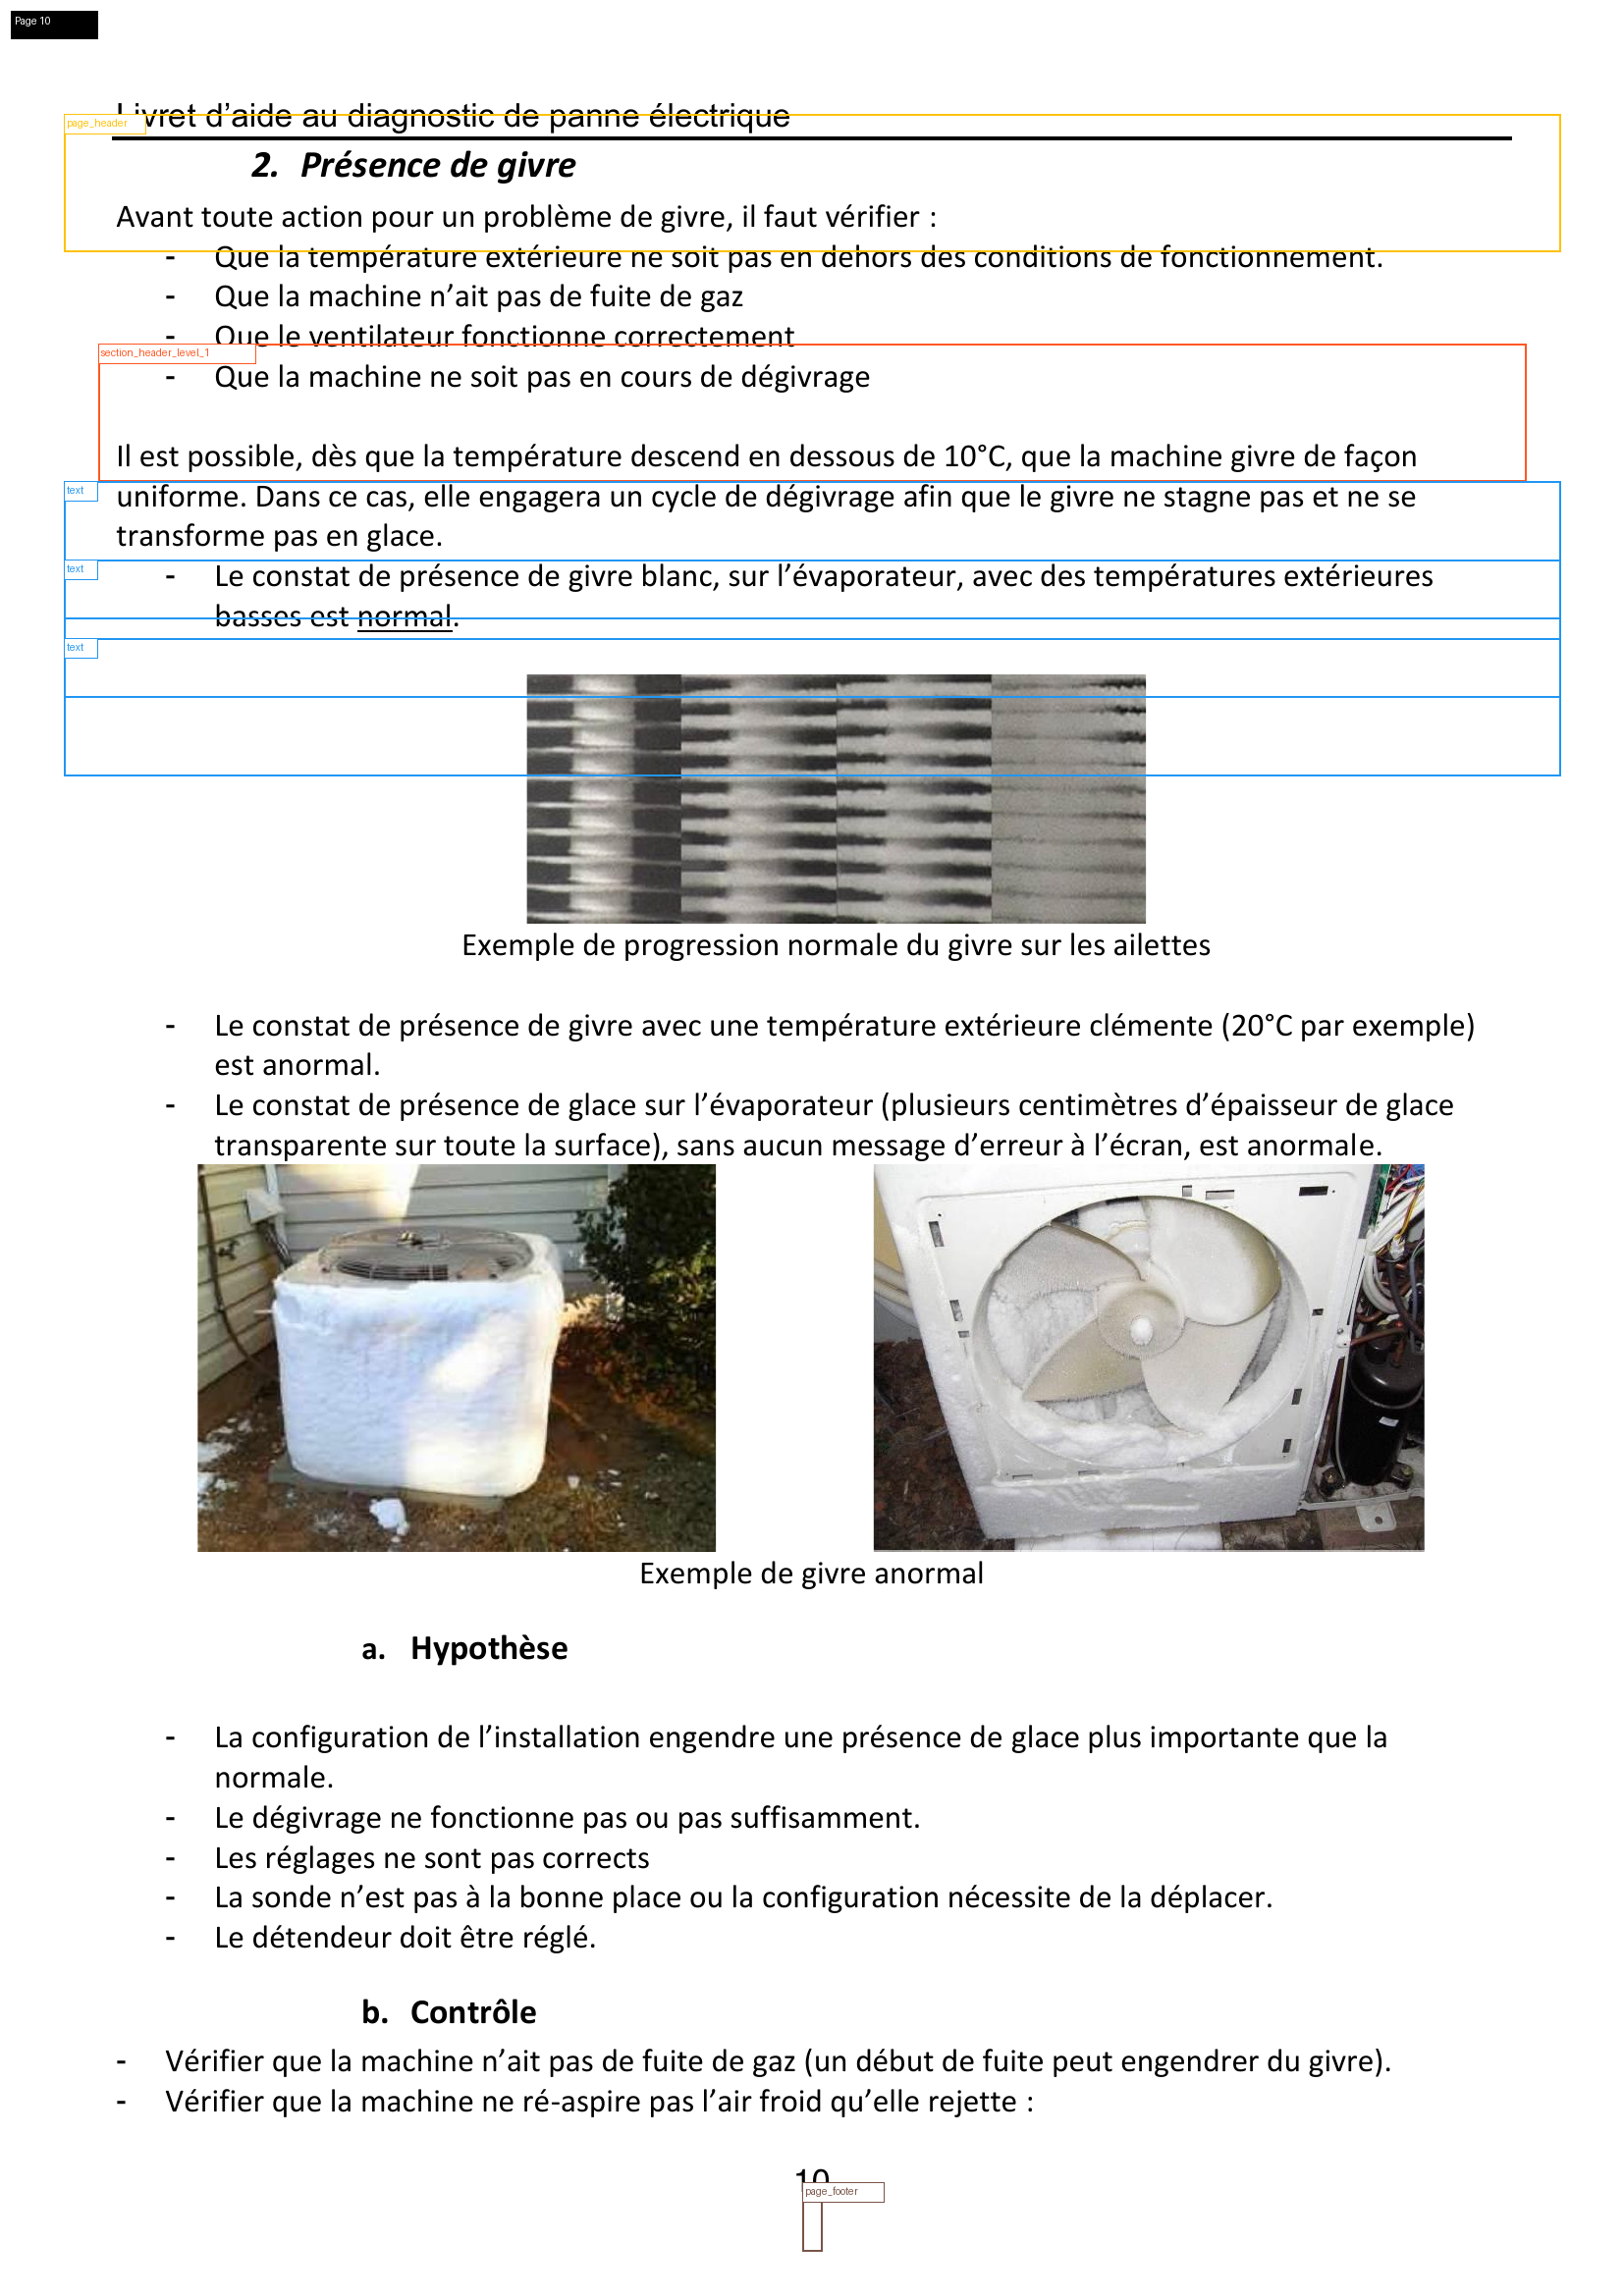 Page 10
Livret d’aide au diagnostic de panne électrique
page_header
2. Présence de givre
Avant toute action pour un problème de givre, il faut vérifier :
- Que la température extérieure ne soit pas en dehors des conditions de fonctionnement.
- Que la machine n’ait pas de fuite de gaz
- Que le ventilateur fonctionne correctement
section_header_level_1
- Que la machine ne soit pas en cours de dégivrage
Il est possible, dès que la température descend en dessous de 10°C, que la machine givre de façon
text
uniforme. Dans ce cas, elle engagera un cycle de dégivrage afin que le givre ne stagne pas et ne se
transforme pas en glace.
text
- Le constat de présence de givre blanc, sur l’évaporateur, avec des températures extérieures
basses est normal.
text
Exemple de progression normale du givre sur les ailettes
- Le constat de présence de givre avec une température extérieure clémente (20°C par exemple)
est anormal.
- Le constat de présence de glace sur l’évaporateur (plusieurs centimètres d’épaisseur de glace
transparente sur toute la surface), sans aucun message d’erreur à l’écran, est anormale.
Exemple de givre anormal
a. Hypothèse
- La configuration de l’installation engendre une présence de glace plus importante que la
normale.
- Le dégivrage ne fonctionne pas ou pas suffisamment.
- Les réglages ne sont pas corrects
- La sonde n’est pas à la bonne place ou la configuration nécessite de la déplacer.
- Le détendeur doit être réglé.
b. Contrôle
- Vérifier que la machine n’ait pas de fuite de gaz (un début de fuite peut engendrer du givre).
- Vérifier que la machine ne ré-aspire pas l’air froid qu’elle rejette :
10
page_footer